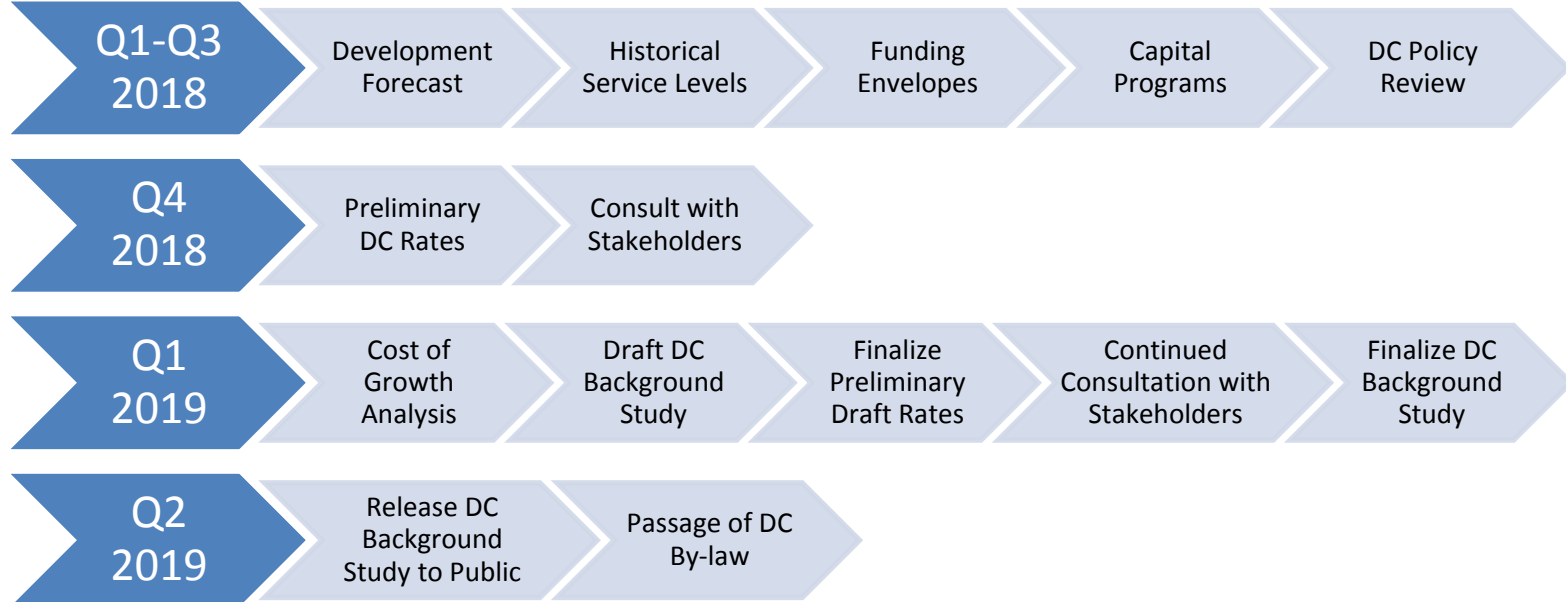 Q1-Q3
2018
Development
Forecast
Historical
Service Levels
Funding
Envelopes
Capital
Programs
DC Policy
Review
Q4
2018
Preliminary
DC Rates
Consult with
Stakeholders
Q1
2019
Cost of
Growth
Analysis
Draft DC
Background
Study
Finalize
Preliminary
Draft Rates
Continued
Consultation with
Stakeholders
Finalize DC
Background
Study
Q2
2019
Release DC
Background
Study to Public
Passage of DC
By-law